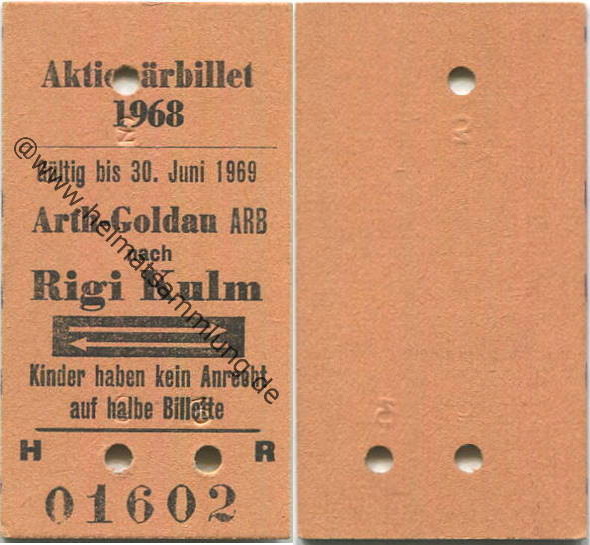 Aktionärbillet
1968
Gültig bis 30. Juni 1969
Arth-Goldau ARB
nach
Rigi Kulm
Kinder haben kein Anrecht
auf halbe Billette
H R
01602
@www.heimatsammlung.de